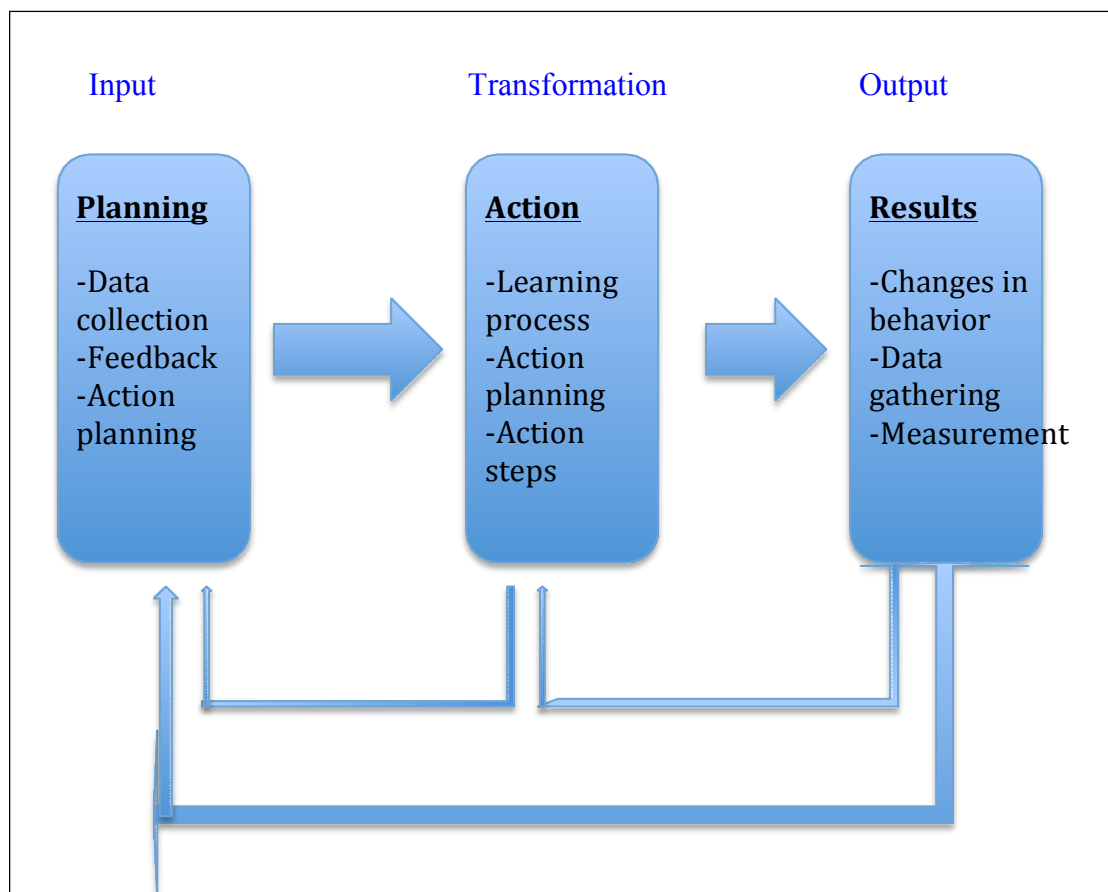 Input
Transformation
Output
Planning
-Data
collection
-Feedback
-Action
planning
Action
-Learning
process
-Action
planning
-Action
steps
Results
-Changes in
behavior
-Data
gathering
-Measurement